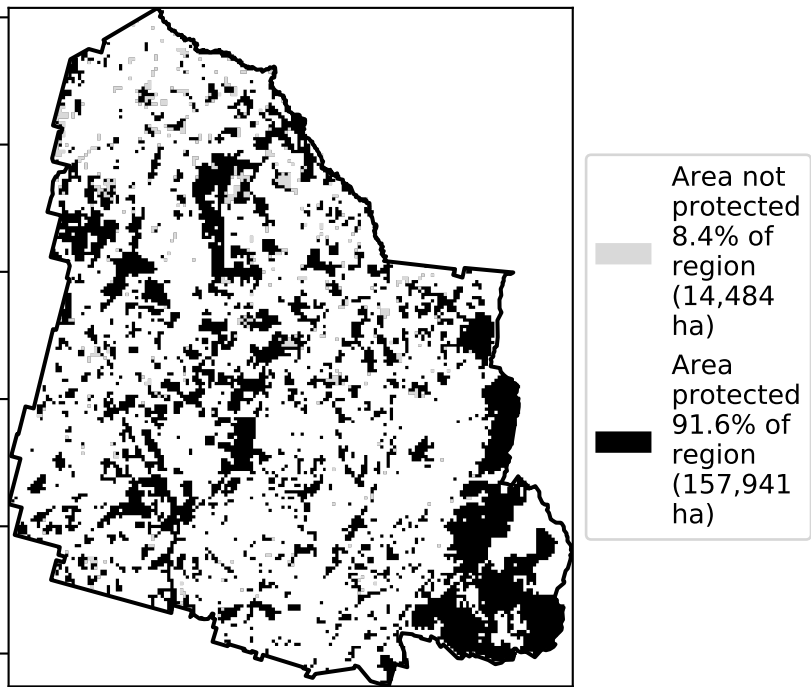 Area not
protected
8.4% of
region
(14,484
ha)
Area
protected
91.6% of
region
(157,941
ha)